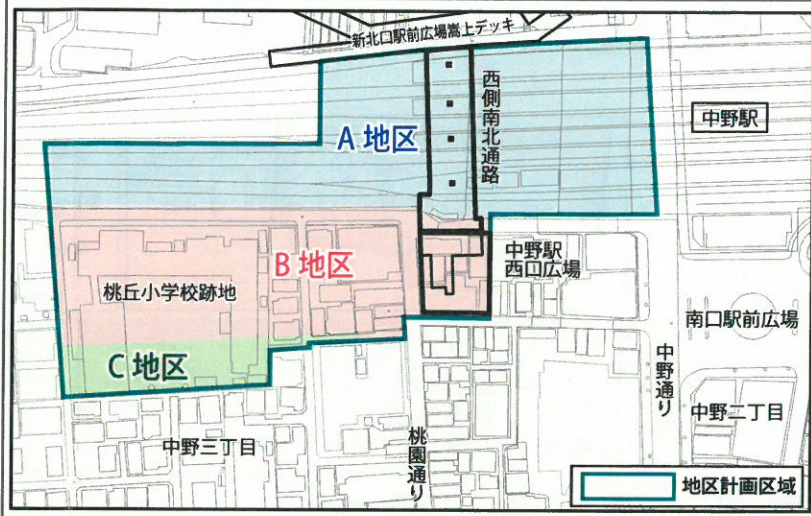 新北口駅前広場嵩上デッキ
西側南北通路
中野駅
A地区
中野駅
西口広場
B地区
桃丘小学校跡地
南口駅前広場
C地区
中野通り
中野二丁目
中野三丁目
桃園通り
地区計画区域